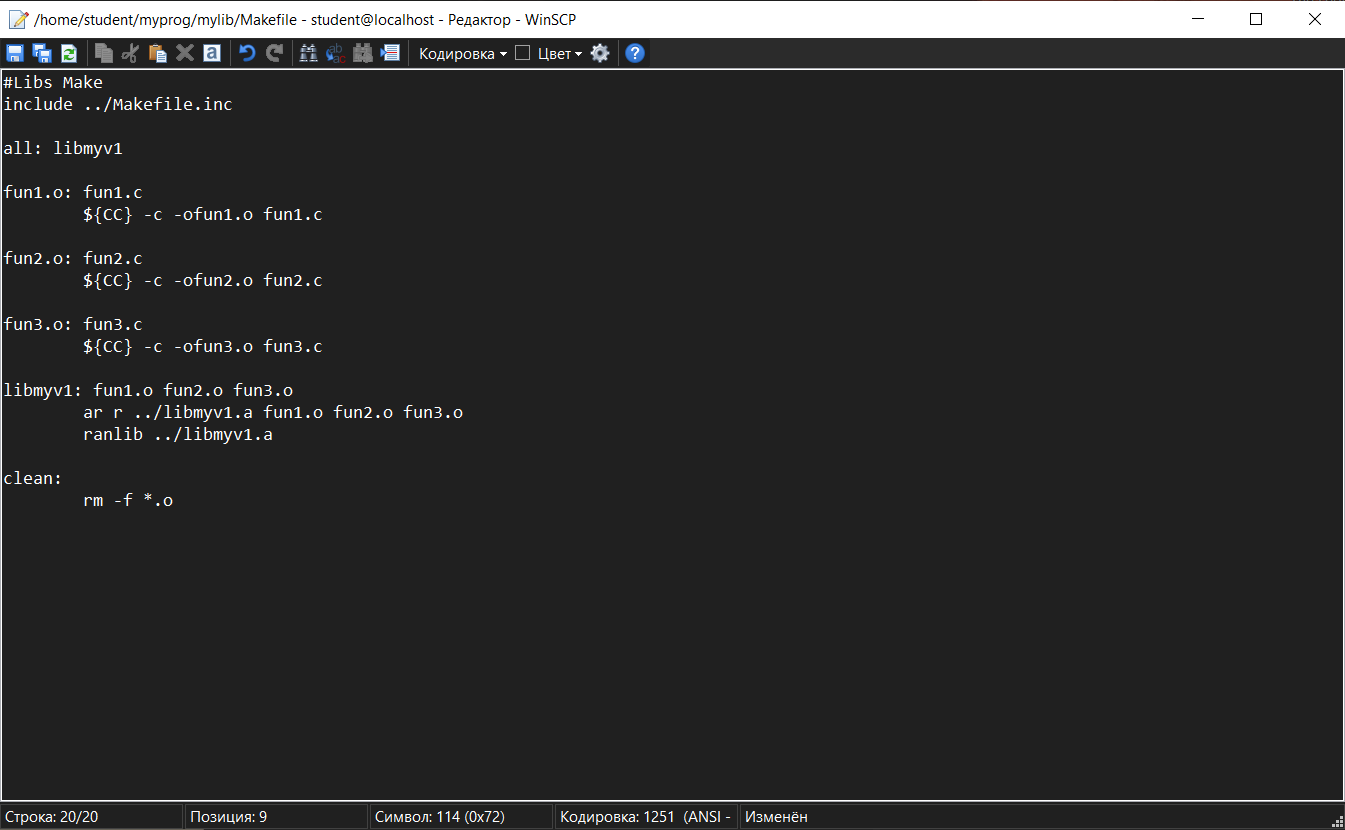 /home/student/myprog/mylib/Makefile - student@localhost - Редактор - WinSCP
Кодировка Цвет
#Libs Make
include ../Makefile.inc
all: libmyv1
fun1.o: fun1.c
${CC} -c -ofun1.o fun1.c
fun2.o: fun2.c
${CC} -c -ofun2.o fun2.c
fun3.o: fun3.c
${CC} -c -ofun3.o fun3.c
libmyv1: fun1.o fun2.o fun3.o
ar r ../libmyv1.a fun1.o fun2.o fun3.o
ranlib ../libmyv1.a
clean:
rm -f *.o
Строка: 20/20 Позиция: 9 Символ: 114 (0x72) Кодировка: 1251 (ANSI - Изменён